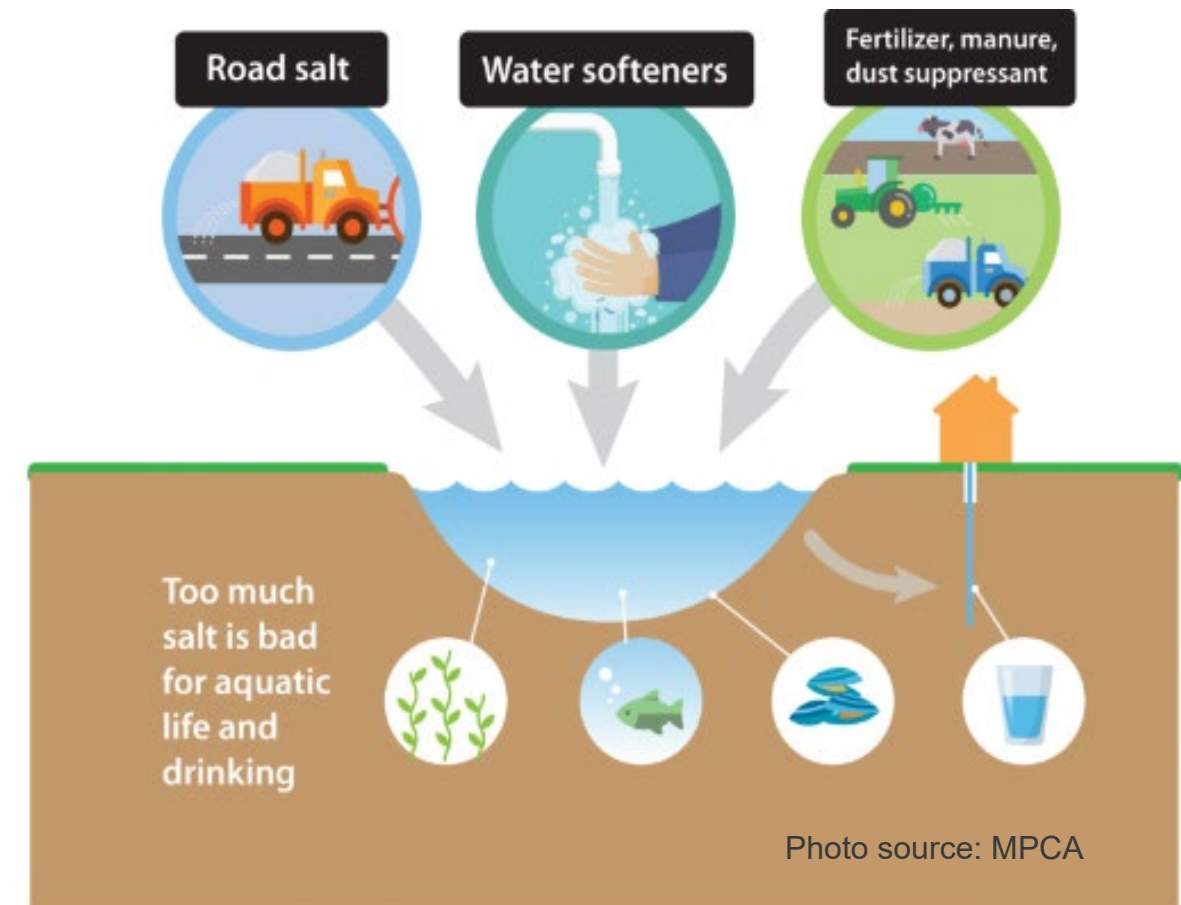 Road salt
Water softeners
Fertilizer, manure,
dust suppressant
Too much
salt is bad
for aquatic
life and
drinking
Photo source: MPCA